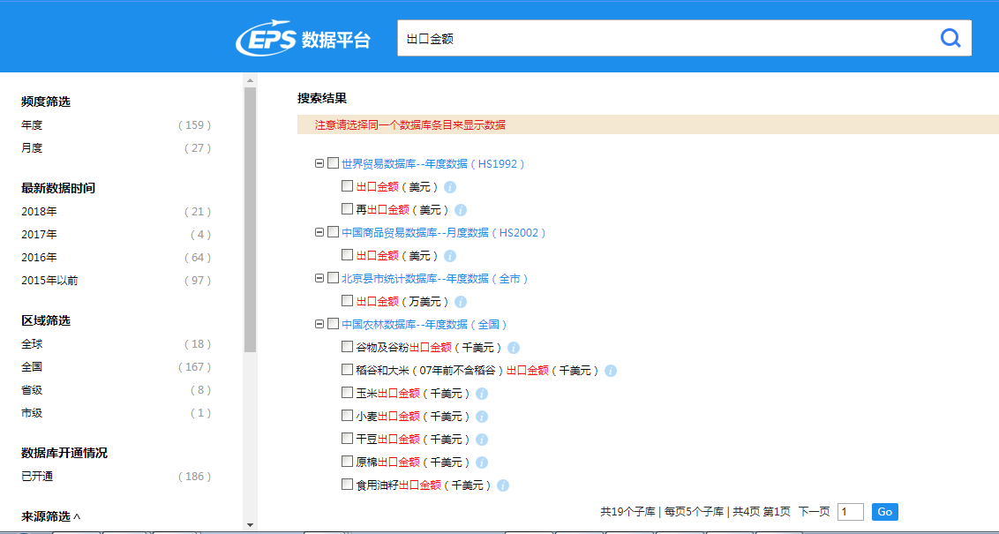 EPS 数据平台
出口金额
频度筛选
年度 ( 159 )
月度 ( 27 )
最新数据时间
2018年 ( 21 )
2017年 ( 4 )
2016年 ( 64 )
2015年以前 ( 97 )
区域筛选
全球 ( 18 )
全国 ( 167 )
省级 ( 8 )
市级 ( 1 )
数据库开通情况
已开通 ( 186 )
来源筛选
搜索结果
注意请选择同一个数据库条目来显示数据
世界贸易数据库--年度数据（HS1992）
出口金额（美元）
再出口金额（美元）
中国商品贸易数据库--月度数据（HS2002）
出口金额（美元）
北京县市统计数据库--年度数据（全市）
出口金额（万美元）
中国农林数据库--年度数据（全国）
谷物及谷粉出口金额（千美元）
稻谷和大米（07年前不含稻谷）出口金额（千美元）
玉米出口金额（千美元）
小麦出口金额（千美元）
干豆出口金额（千美元）
原棉出口金额（千美元）
食用油籽出口金额（千美元）
共19个子库 | 每页5个子库 | 共4页 第1页 下一页 1 Go